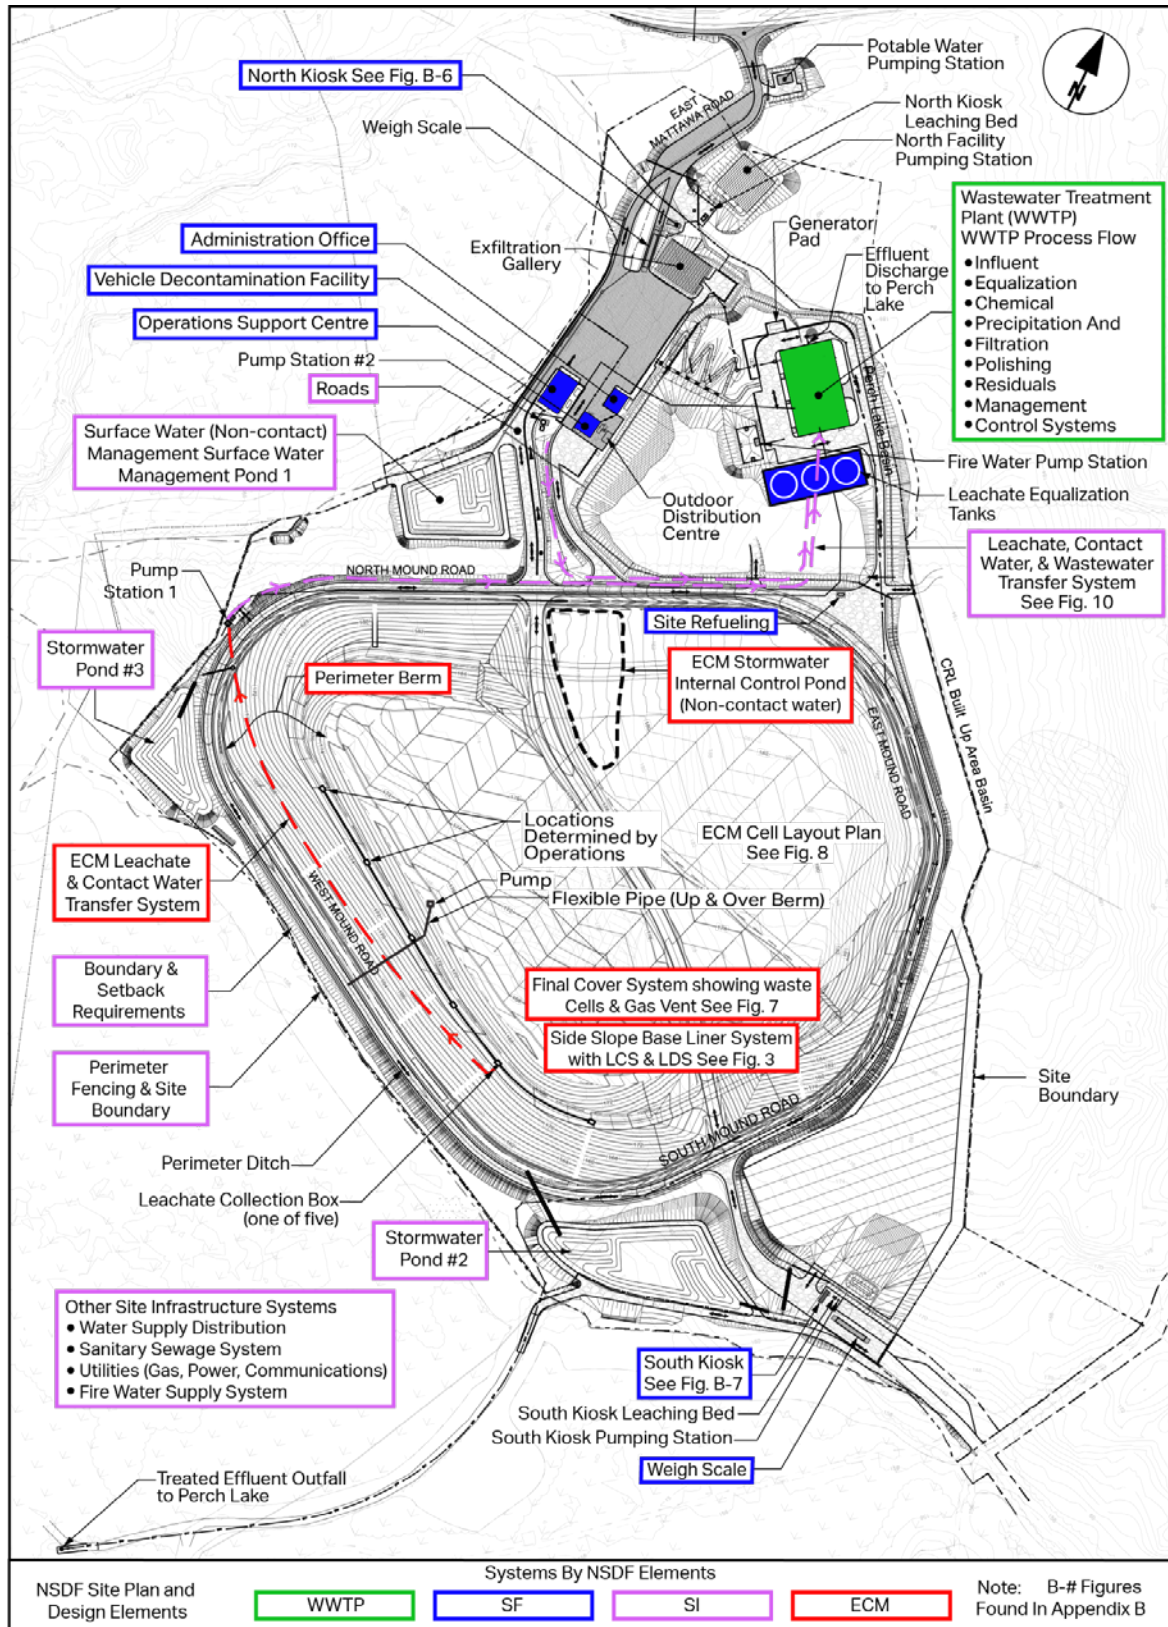 Potable Water
Pumping Station
North Kiosk See Fig. B-6
N
EAST
MATTAWA ROAD
North Kiosk
Leaching Bed
Weigh Scale
North Facility
Pumping Station
Wastewater Treatment
Plant (WWTP)
WWTP Process Flow
• Influent
• Equalization
• Chemical
• Precipitation And
• Filtration
• Polishing
• Residuals
• Management
• Control Systems
Generator
Pad
Administration Office
Exfiltration
Gallery
Effluent
Discharge
to Perch
Lake
Vehicle Decontamination Facility
Operations Support Centre
Pump Station #2
Roads
Perch Lake Basin
Surface Water (Non-contact)
Management Surface Water
Management Pond 1
Fire Water Pump Station
Leachate Equalization
Tanks
Outdoor
Distribution
Centre
Leachate, Contact
Water, & Wastewater
Transfer System
See Fig. 10
NORTH MOUND ROAD
Pump
Station 1
Site Refueling
Stormwater
Pond #3
Perimeter Berm
ECM Stormwater
Internal Control Pond
(Non-contact water)
CRL Built Up Area Basin
EAST MOUND ROAD
Locations
Determined by
Operations
ECM Cell Layout Plan
See Fig. 8
ECM Leachate
& Contact Water
Transfer System
Pump
Flexible Pipe (Up & Over Berm)
WEST MOUND ROAD
Boundary &
Setback
Requirements
Final Cover System showing waste
Cells & Gas Vent See Fig. 7
Side Slope Base Liner System
with LCS & LDS See Fig. 3
Perimeter
Fencing & Site
Boundary
Site
Boundary
SOUTH MOUND ROAD
Perimeter Ditch
Leachate Collection Box
(one of five)
Stormwater
Pond #2
Other Site Infrastructure Systems
• Water Supply Distribution
• Sanitary Sewage System
• Utilities (Gas, Power, Communications)
• Fire Water Supply System
South Kiosk
See Fig. B-7
South Kiosk Leaching Bed
South Kiosk Pumping Station
Weigh Scale
Treated Effluent Outfall
to Perch Lake
NSDF Site Plan and
Design Elements
Systems By NSDF Elements
WWTP
SF
SI
ECM
Note: B-# Figures
Found In Appendix B